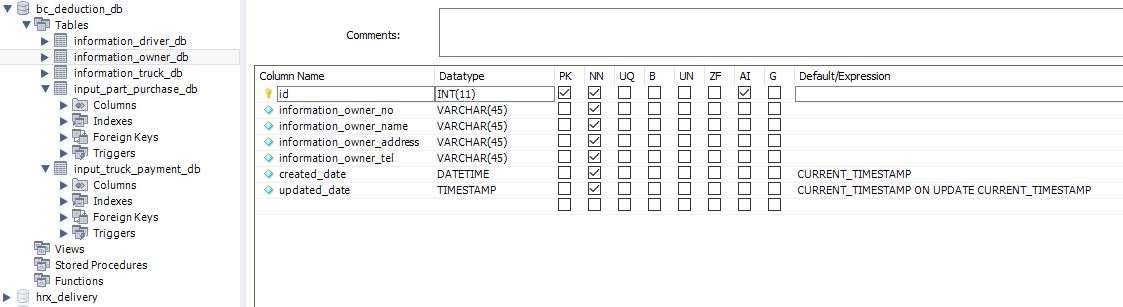 bc_deduction_db
Tables
information_driver_db
information_owner_db
information_truck_db
input_part_purchase_db
Columns
Indexes
Foreign Keys
Triggers
input_truck_payment_db
Columns
Indexes
Foreign Keys
Triggers
Views
Stored Procedures
Functions
hrx_delivery
Comments:
Column Name Datatype PK NN UQ B UN ZF AI G Default/Expression
id INT(11)
information_owner_no VARCHAR(45)
information_owner_name VARCHAR(45)
information_owner_address VARCHAR(45)
information_owner_tel VARCHAR(45)
created_date DATETIME CURRENT_TIMESTAMP
updated_date TIMESTAMP CURRENT_TIMESTAMP ON UPDATE CURRENT_TIMESTAMP